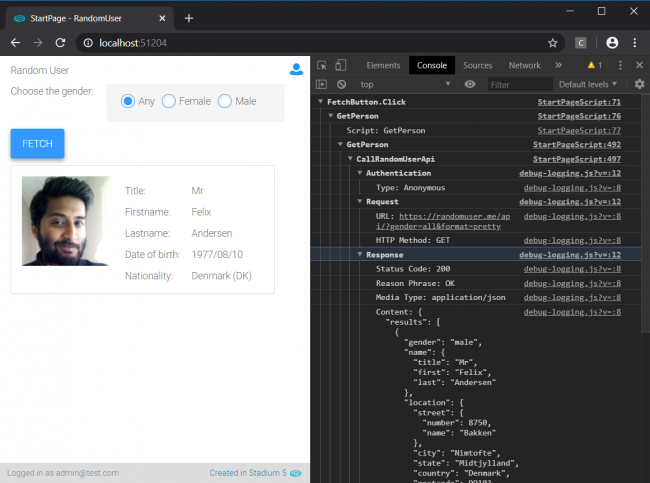 StartPage - RandomUser
localhost:51204
C
Random User
Choose the gender:
Any
Female
Male
FETCH
Title: Mr
Firstname: Felix
Lastname: Andersen
Date of birth: 1977/08/10
Nationality: Denmark (DK)
Logged in as admin@test.com
Created in Stadium 5
Elements Console Sources Network 1
top Filter Default levels
FetchButton.Click StartPageScript:71
GetPerson StartPageScript:76
Script: GetPerson StartPageScript:77
GetPerson StartPageScript:492
CallRandomUserApi StartPageScript:497
Authentication debug-logging.js?v=:12
Type: Anonymous debug-logging.js?v=:8
Request debug-logging.js?v=:12
URL: https://randomuser.me/ap debug-logging.js?v=:8
i/?gender=all&format=pretty
HTTP Method: GET debug-logging.js?v=:8
Response debug-logging.js?v=:12
Status Code: 200 debug-logging.js?v=:8
Reason Phrase: OK debug-logging.js?v=:8
Media Type: application/json debug-logging.js?v=:8
Content: { debug-logging.js?v=:8
"results": [
{
"gender": "male",
"name": {
"title": "Mr",
"first": "Felix",
"last": "Andersen"
},
"location": {
"street": {
"number": 8750,
"name": "Bakken"
},
"city": "Nimtofte",
"state": "Midtjylland",
"country": "Denmark",